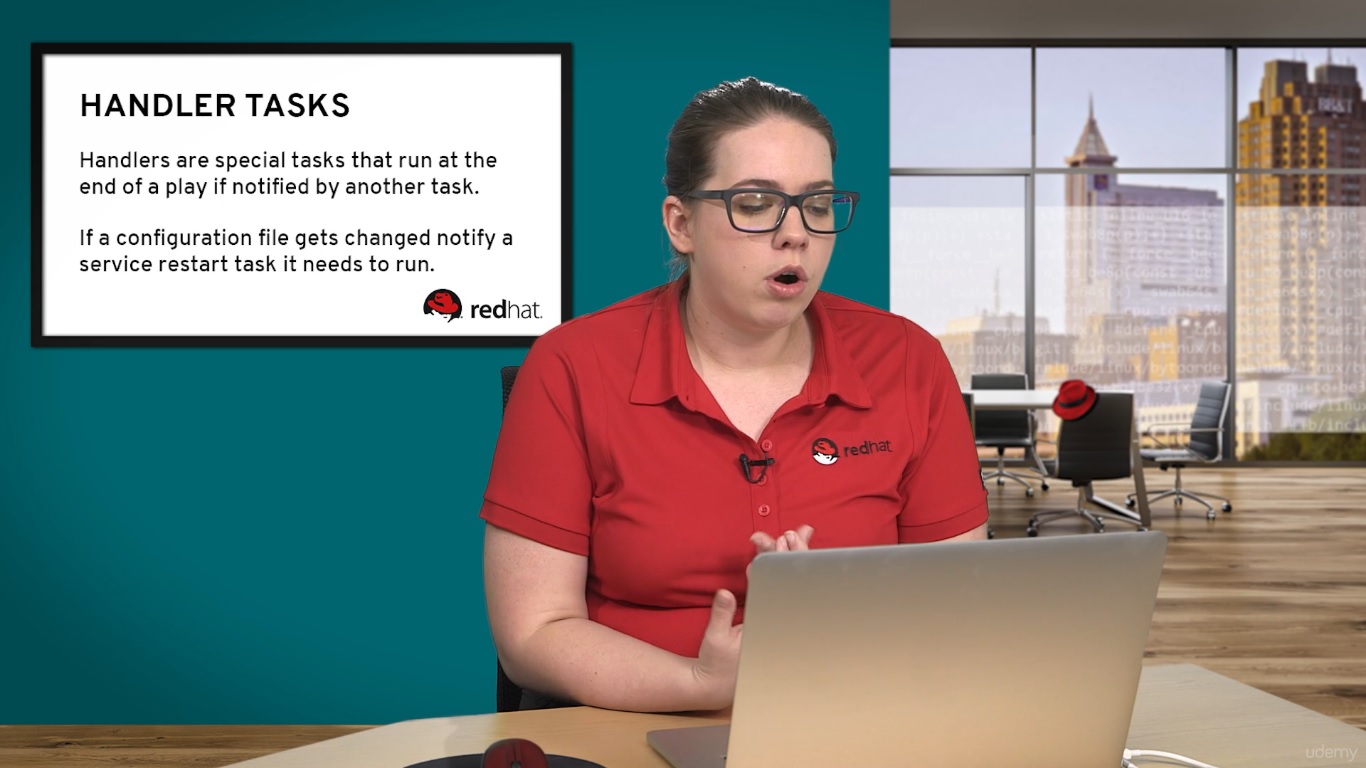 HANDLER TASKS
Handlers are special tasks that run at the
end of a play if notified by another task.
If a configuration file gets changed notify a
service restart task it needs to run.
redhat.
redhat
BB&T
udemy